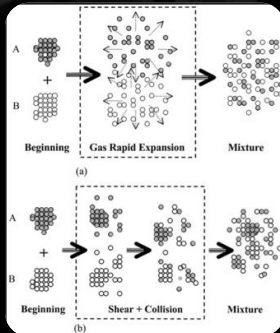 A
+
B
Beginning
Gas Rapid Expansion
Mixture
(a)
A
+
B
Beginning
Shear + Collision
Mixture
(b)